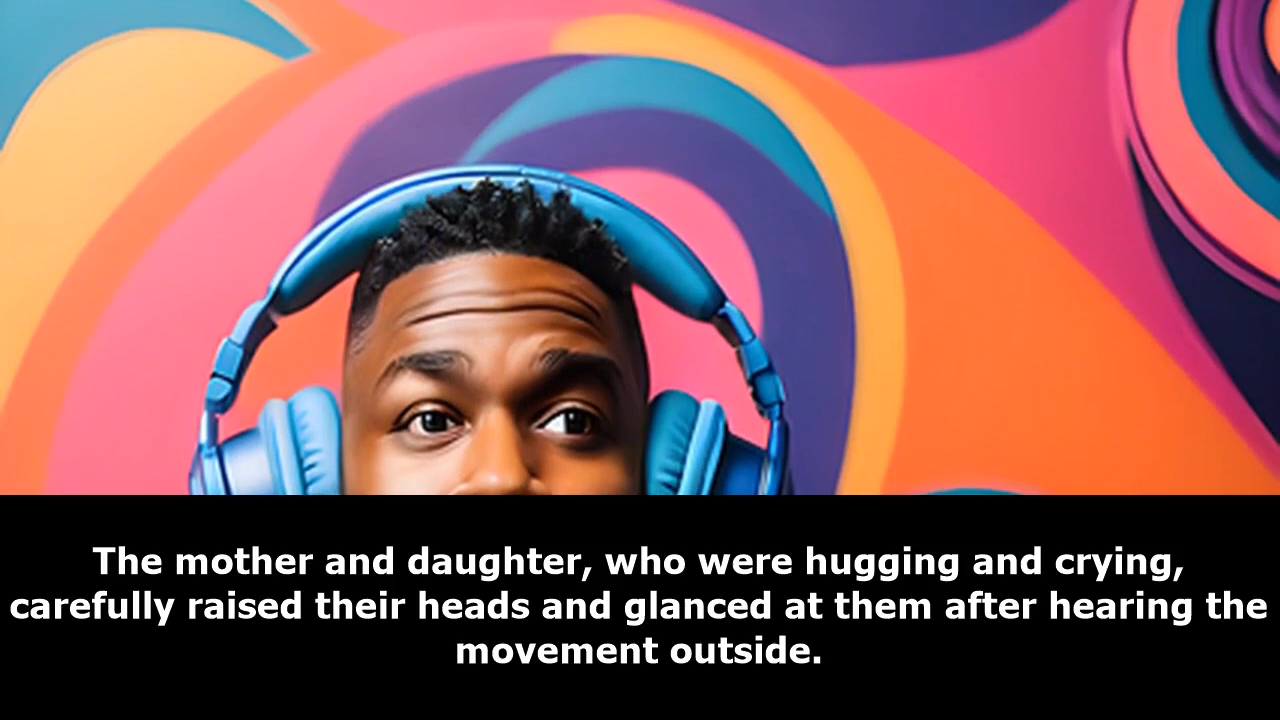 The mother and daughter, who were hugging and crying,
carefully raised their heads and glanced at them after hearing the
movement outside.